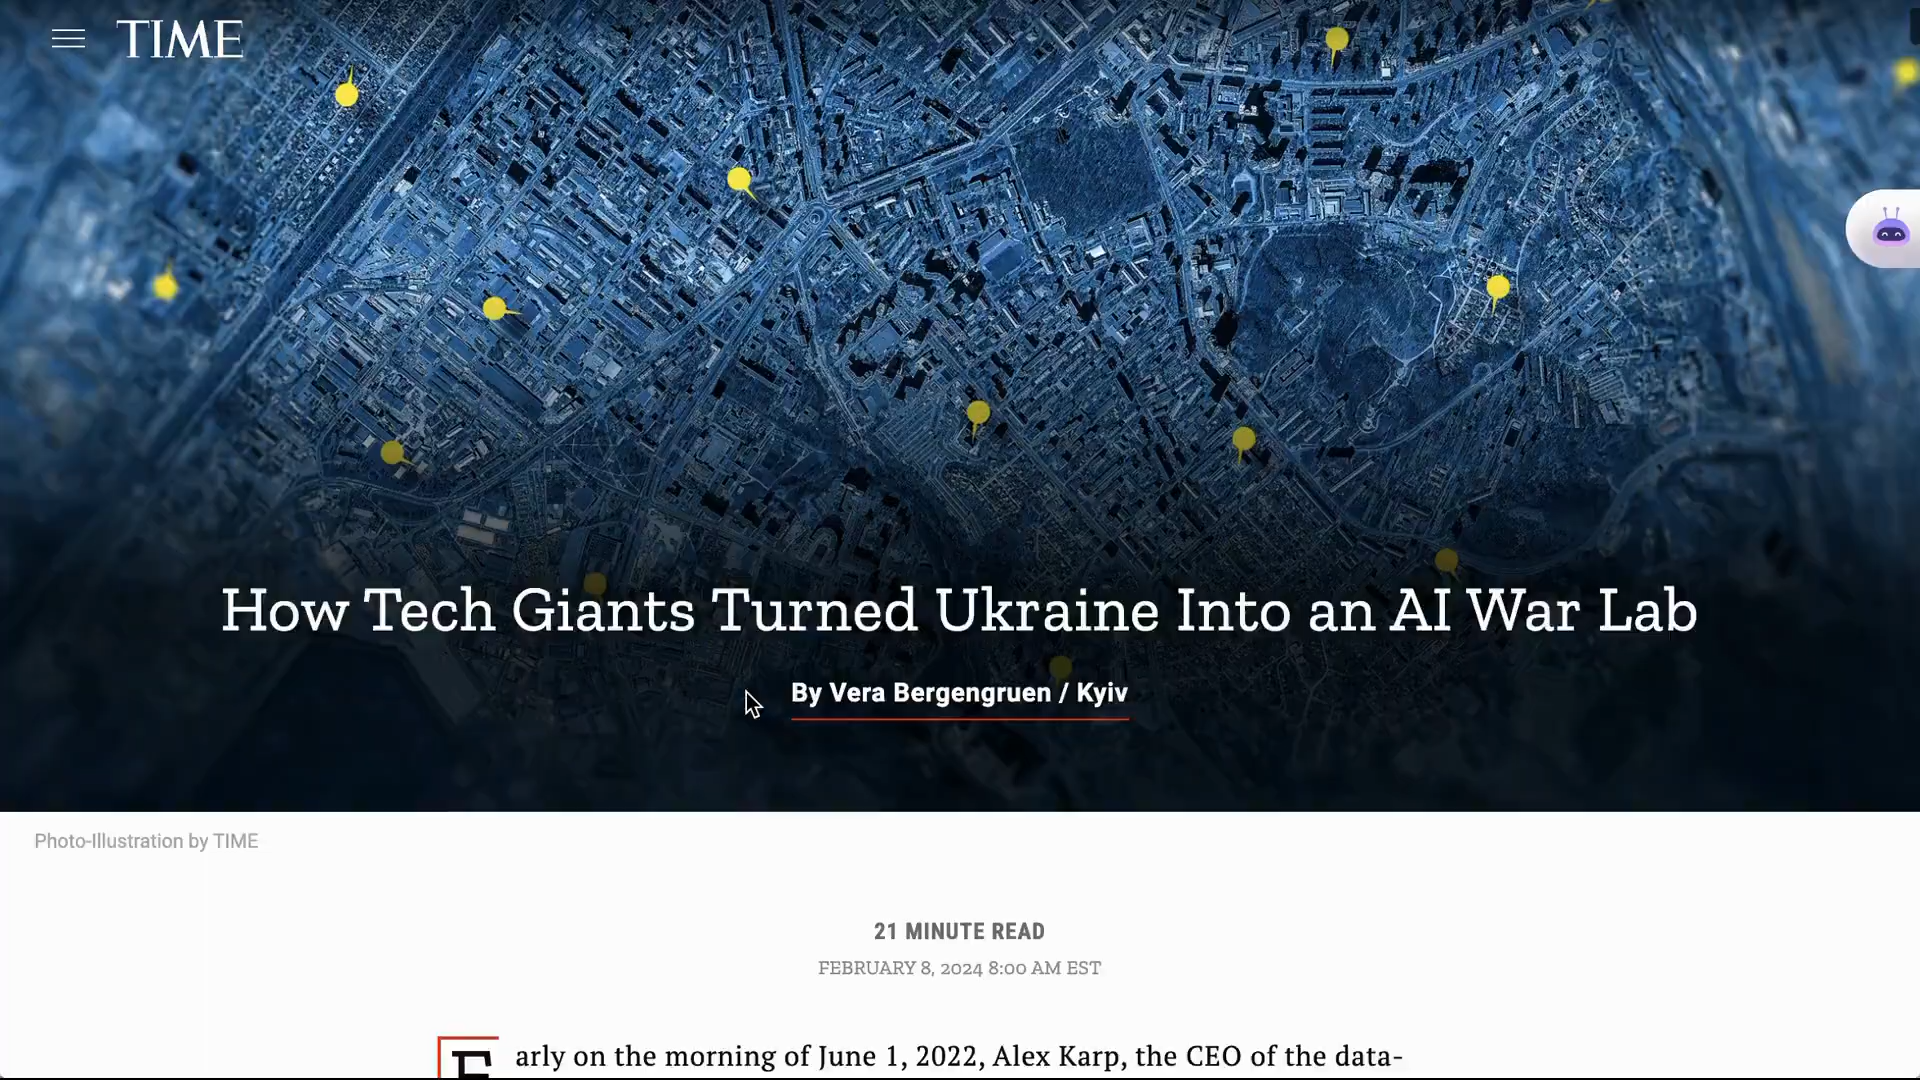 TIME
How Tech Giants Turned Ukraine Into an AI War Lab
By Vera Bergengruen / Kyiv
Photo-Illustration by TIME
21 MINUTE READ
FEBRUARY 8, 2024 8:00 AM EST
Early on the morning of June 1, 2022, Alex Karp, the CEO of the data-